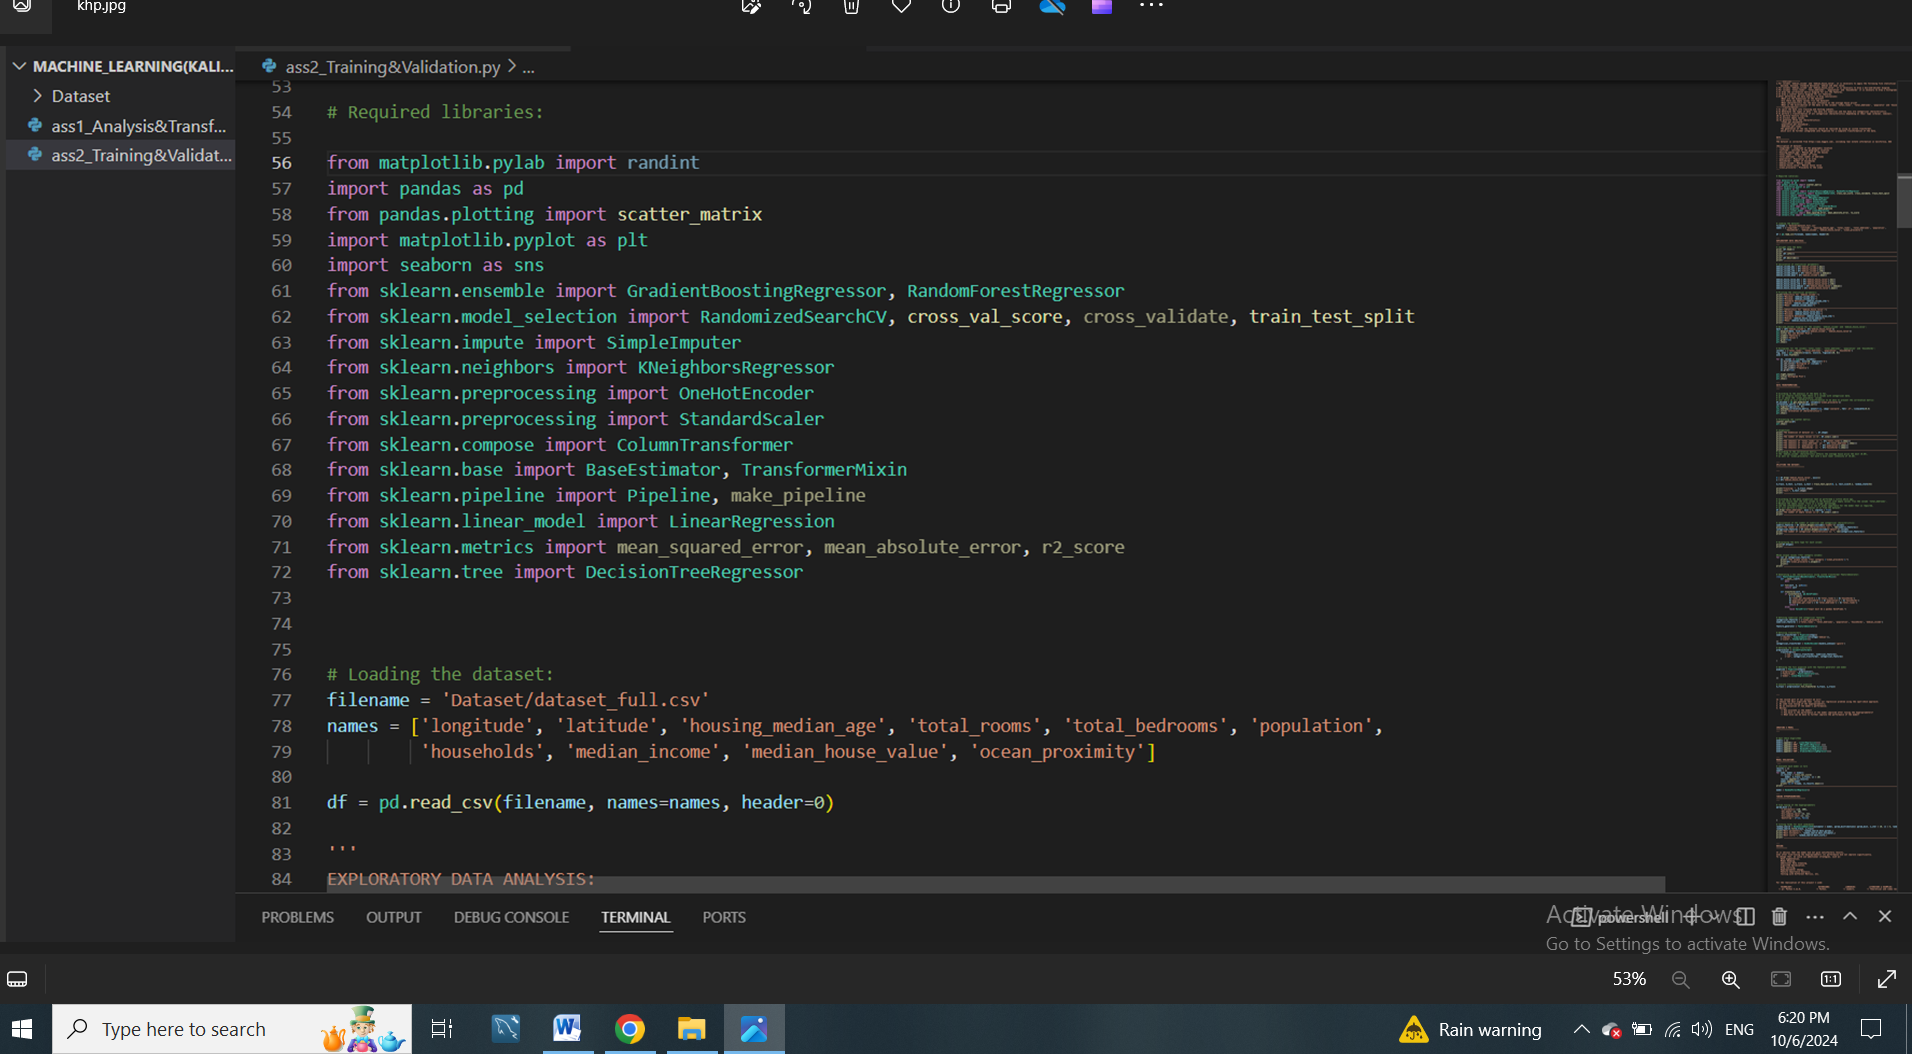 khp.jpg
MACHINE_LEARNING(KALI...
Dataset
ass1_Analysis&Transf...
ass2_Training&Validat...
ass2_Training&Validation.py > ...
53
54 # Required libraries:
55
56 from matplotlib.pylab import randint
57 import pandas as pd
58 from pandas.plotting import scatter_matrix
59 import matplotlib.pyplot as plt
60 import seaborn as sns
61 from sklearn.ensemble import GradientBoostingRegressor, RandomForestRegressor
62 from sklearn.model_selection import RandomizedSearchCV, cross_val_score, cross_validate, train_test_split
63 from sklearn.impute import SimpleImputer
64 from sklearn.neighbors import KNeighborsRegressor
65 from sklearn.preprocessing import OneHotEncoder
66 from sklearn.preprocessing import StandardScaler
67 from sklearn.compose import ColumnTransformer
68 from sklearn.base import BaseEstimator, TransformerMixin
69 from sklearn.pipeline import Pipeline, make_pipeline
70 from sklearn.linear_model import LinearRegression
71 from sklearn.metrics import mean_squared_error, mean_absolute_error, r2_score
72 from sklearn.tree import DecisionTreeRegressor
73
74
75
76 # Loading the dataset:
77 filename = 'Dataset/dataset_full.csv'
78 names = ['longitude', 'latitude', 'housing_median_age', 'total_rooms', 'total_bedrooms', 'population',
79 'households', 'median_income', 'median_house_value', 'ocean_proximity']
80
81 df = pd.read_csv(filename, names=names, header=0)
82
83 '''
84 EXPLORATORY DATA ANALYSIS:
PROBLEMS OUTPUT DEBUG CONSOLE TERMINAL PORTS
powershell
Activate Windows
Go to Settings to activate Windows.
53%
1:1
Type here to search
Rain warning
ENG
6:20 PM
10/6/2024